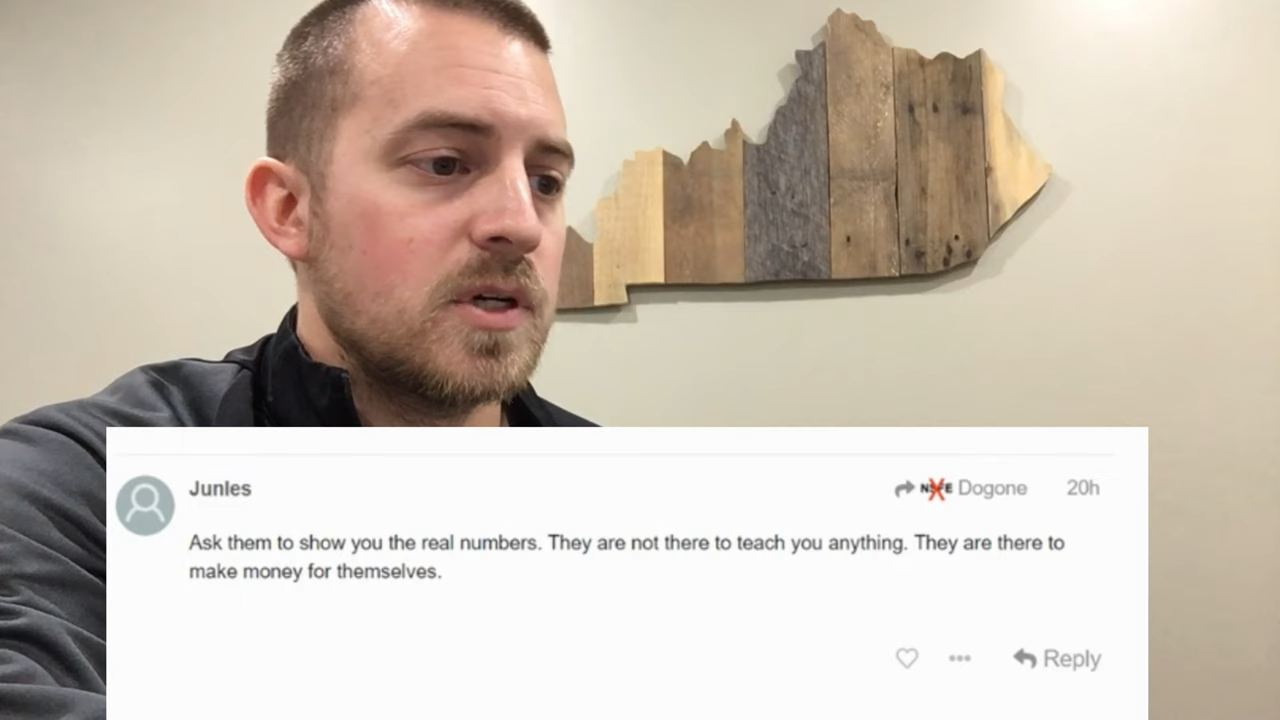 Junles
Dogone 20h
Ask them to show you the real numbers. They are not there to teach you anything. They are there to
make money for themselves.
Reply